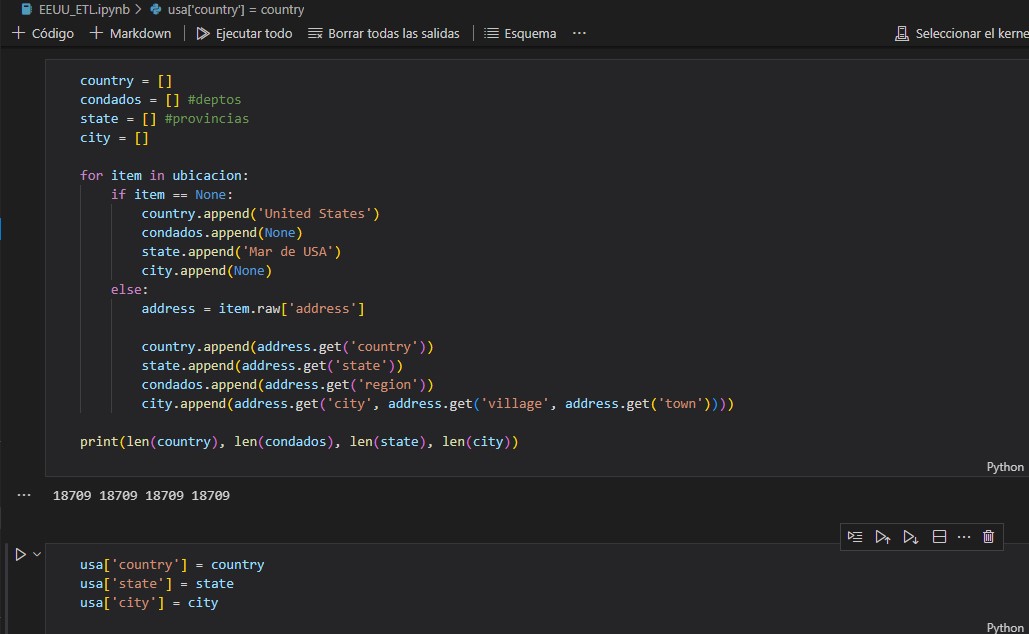 EEUU_ETL.ipynb > usa['country'] = country
+ Código + Markdown Ejecutar todo Borrar todas las salidas Esquema ... Seleccionar el kerne
country = []
condados = [] #deptos
state = [] #provincias
city = []
for item in ubicacion:
    if item == None:
        country.append('United States')
        condados.append(None)
        state.append('Mar de USA')
        city.append(None)
    else:
        address = item.raw['address']
        country.append(address.get('country'))
        state.append(address.get('state'))
        condados.append(address.get('region'))
        city.append(address.get('city', address.get('village', address.get('town'))))
print(len(country), len(condados), len(state), len(city))
Python
... 18709 18709 18709 18709
usa['country'] = country
usa['state'] = state
usa['city'] = city
Python